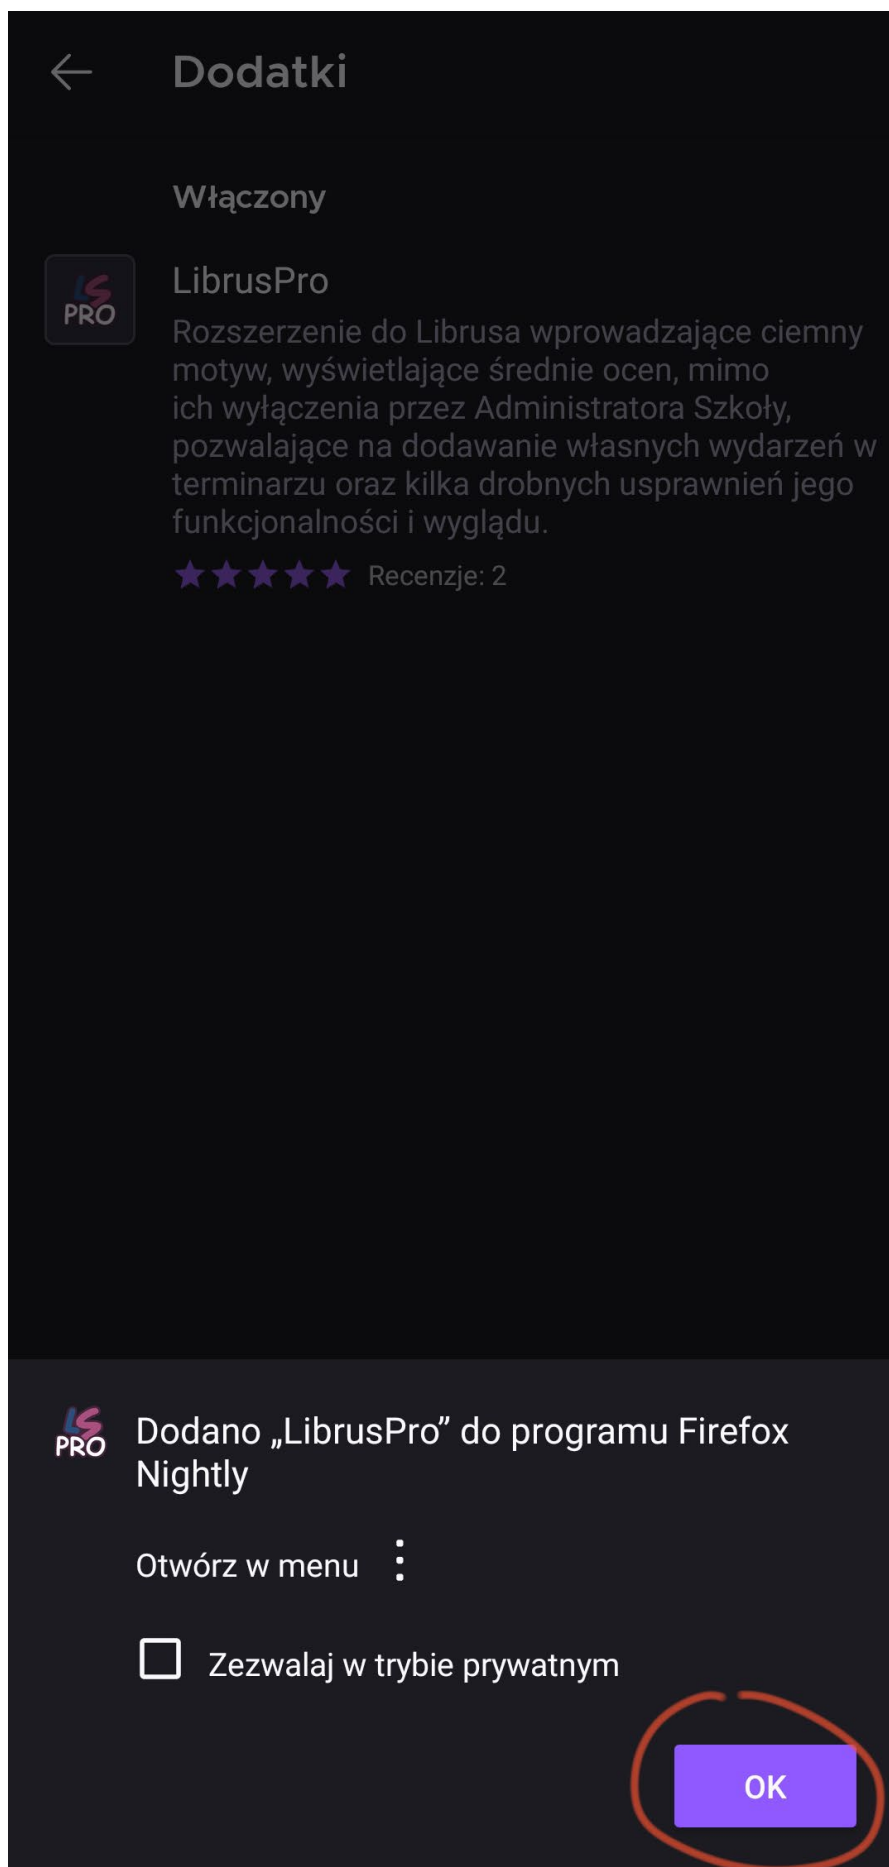 Dodatki
Włączony
LS
PRO
LibrusPro
Rozszerzenie do Librusa wprowadzające ciemny
motyw, wyświetlające średnie ocen, mimo
ich wyłączenia przez Administratora Szkoły,
pozwalające na dodawanie własnych wydarzeń w
terminarzu oraz kilka drobnych usprawnień jego
funkcjonalności i wyglądu.
Recenzje: 2
LS
PRO
Dodano „LibrusPro” do programu Firefox
Nightly
Otwórz w menu
Zezwalaj w trybie prywatnym
OK